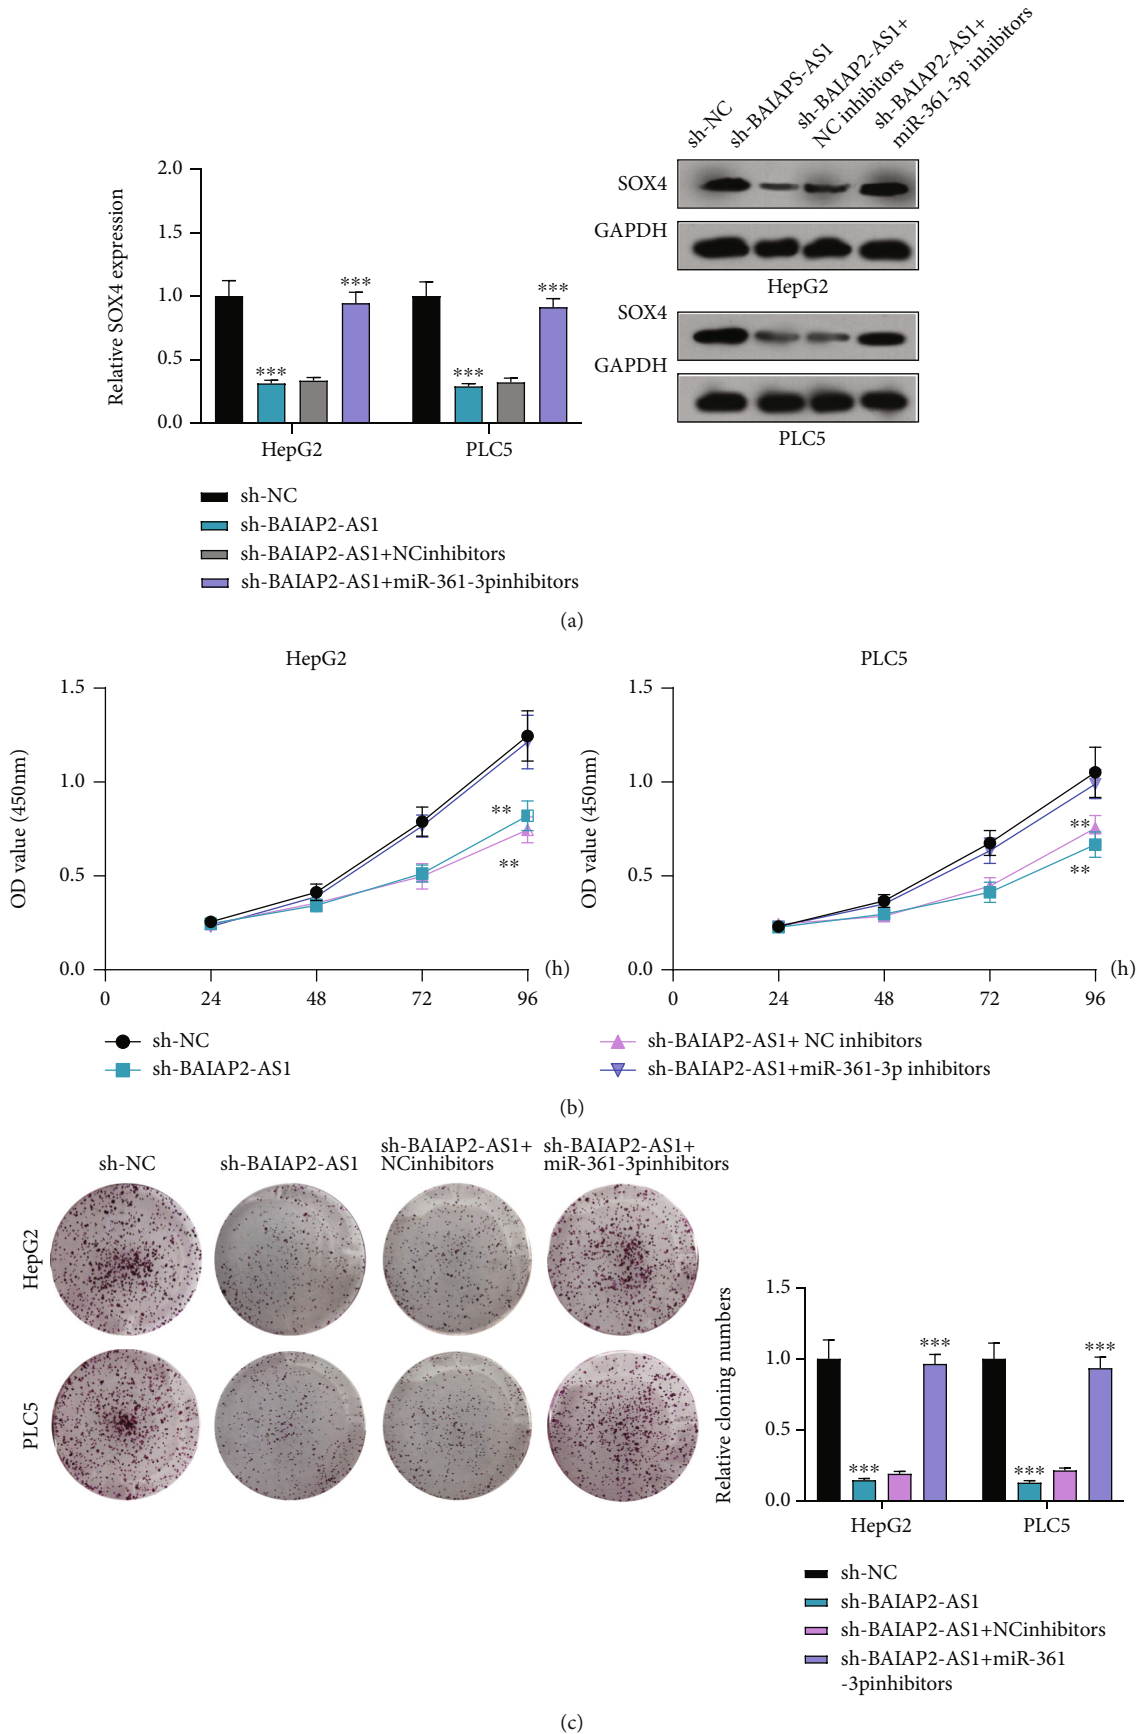 sh-NC
sh-BAIAPS-AS1
sh-BAIAP2-AS1+
NC inhibitors
sh-BAIAP2-AS1+
miR-361-3p inhibitors
2.0
1.5
1.0
0.5
0.0
Relative SOX4 expression
***
***
***
***
HepG2
PLC5
SOX4
GAPDH
HepG2
SOX4
GAPDH
PLC5
sh-NC
sh-BAIAP2-AS1
sh-BAIAP2-AS1+NCinhibitors
sh-BAIAP2-AS1+miR-361-3pinhibitors
(a)
HepG2
1.5
1.0
0.5
0.0
OD value (450nm)
**
**
0
24
48
72
96
(h)
PLC5
1.5
1.0
0.5
0.0
OD value (450nm)
**
**
0
24
48
72
96
(h)
sh-NC
sh-BAIAP2-AS1
sh-BAIAP2-AS1+ NC inhibitors
sh-BAIAP2-AS1+miR-361-3p inhibitors
(b)
sh-NC
sh-BAIAP2-AS1
sh-BAIAP2-AS1+
NCinhibitors
sh-BAIAP2-AS1+
miR-361-3pinhibitors
HepG2
PLC5
1.5
1.0
0.5
0.0
Relative cloning numbers
***
***
***
***
HepG2
PLC5
sh-NC
sh-BAIAP2-AS1
sh-BAIAP2-AS1+NCinhibitors
sh-BAIAP2-AS1+miR-361
-3pinhibitors
(c)